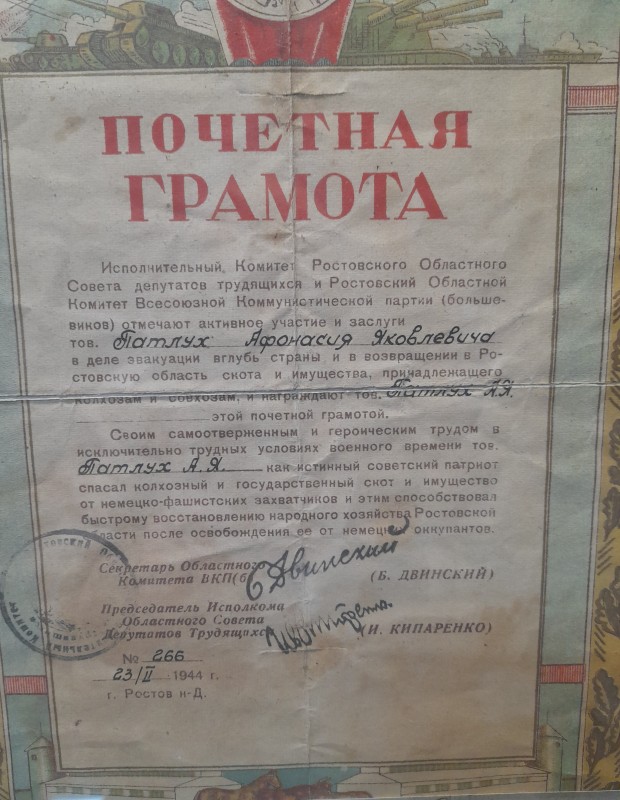 ПОЧЕТНАЯ
ГРАМОТА
Исполнительный Комитет Ростовского Областного
Совета депутатов трудящихся и Ростовский Областной
Комитет Всесоюзной Коммунистической партии (больше-
виков) отмечают активное участие и заслуги
тов. Патлух Афонасия Яковлевича
в деле эвакуации вглубь страны и в возвращении в Ро-
стовскую область скота и имущества, принадлежащего
колхозам и совхозам, и награждают тов. Патлух А.Я.
этой почетной грамотой.
Своим самоотверженным и героическим трудом в
исключительно трудных условиях военного времени тов.
Патлух А.Я. как истинный советский патриот
спасал колхозный и государственный скот и имущество
от немецко-фашистских захватчиков и этим способствовал
быстрому восстановлению народного хозяйства Ростовской
области после освобождения ее от немецких оккупантов.
Секретарь Областного
Комитета ВКП(б) Б Двинский (Б. ДВИНСКИЙ)
Председатель Исполкома
Областного Совета
Депутатов Трудящихся (И. КИПАРЕНКО)
№ 266
23/II 1944 г.
г. Ростов н-Д.